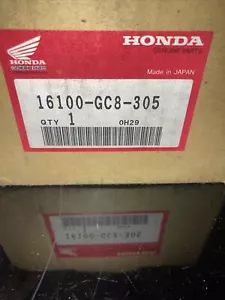 HONDA
HONDA
GENUINE PARTS
Made in JAPAN
16100-GC8-305
QTY 1 0H29